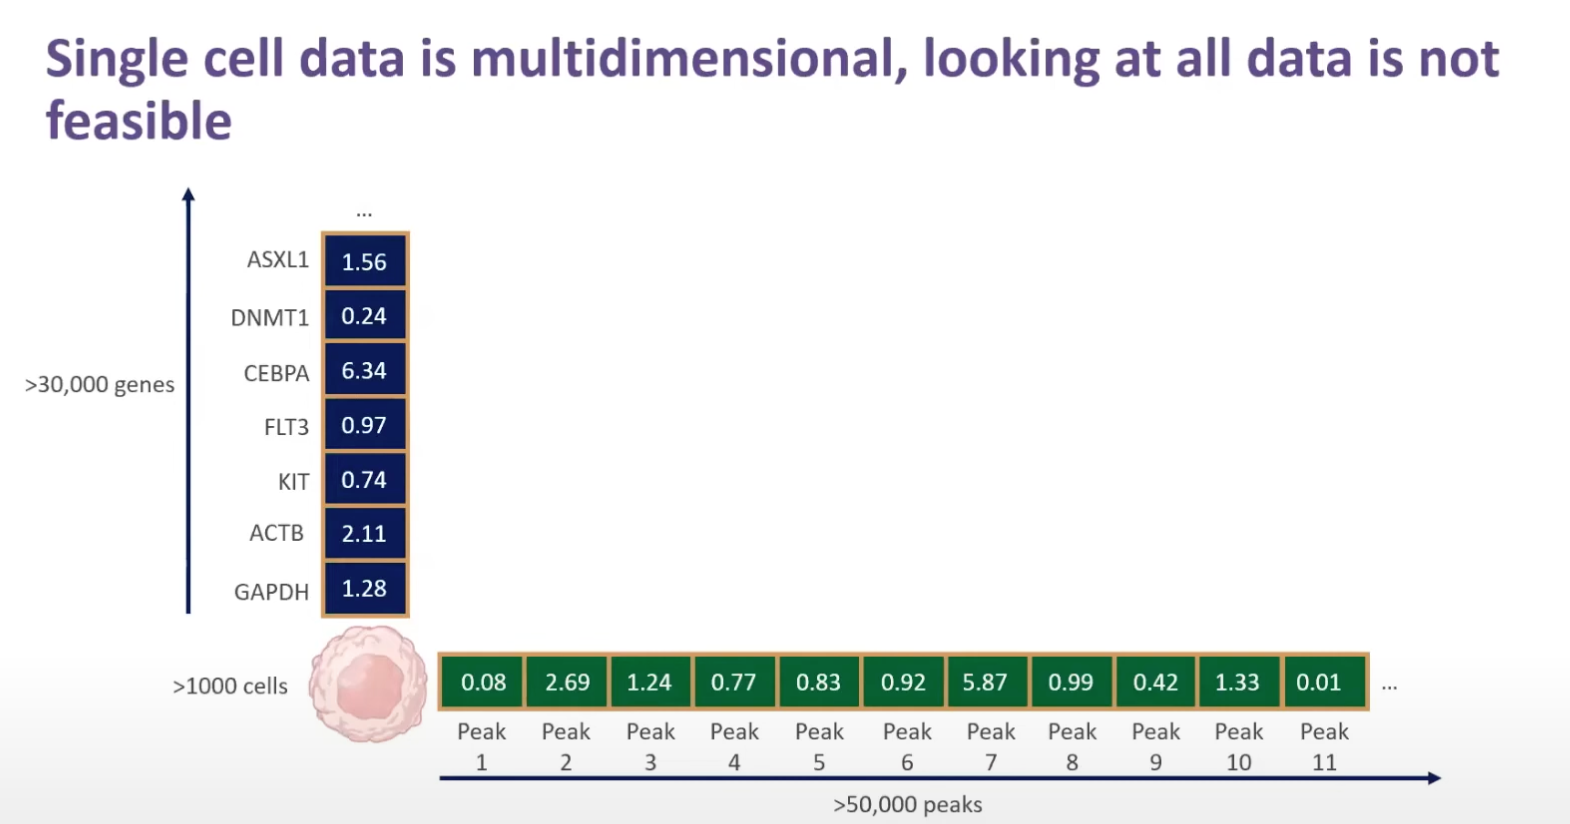 Single cell data is multidimensional, looking at all data is not
feasible
...
ASXL1 1.56
DNMT1 0.24
CEBPA 6.34
>30,000 genes
FLT3 0.97
KIT 0.74
ACTB 2.11
GAPDH 1.28
>1000 cells 0.08 2.69 1.24 0.77 0.83 0.92 5.87 0.99 0.42 1.33 0.01 ...
Peak Peak Peak Peak Peak Peak Peak Peak Peak Peak Peak
1 2 3 4 5 6 7 8 9 10 11
>50,000 peaks